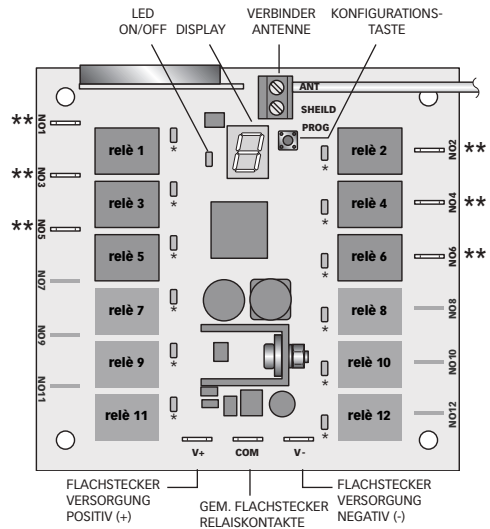 LED
ON/OFF
DISPLAY
VERBINDER
ANTENNE
KONFIGURATIONS-
TASTE
ANT
SHEILD
PROG
**
NO1
relè 1
*
relè 2
*
NO2
**
**
NO3
relè 3
*
relè 4
*
NO4
**
**
NO5
relè 5
*
relè 6
*
NO6
**
NO7
relè 7
*
relè 8
*
NO8
NO9
relè 9
*
relè 10
*
NO10
NO11
relè 11
*
relè 12
*
NO12
V+
COM
V-
FLACHSTECKER
VERSORGUNG
POSITIV (+)
GEM. FLACHSTECKER
RELAISKONTAKTE
FLACHSTECKER
VERSORGUNG
NEGATIV (-)